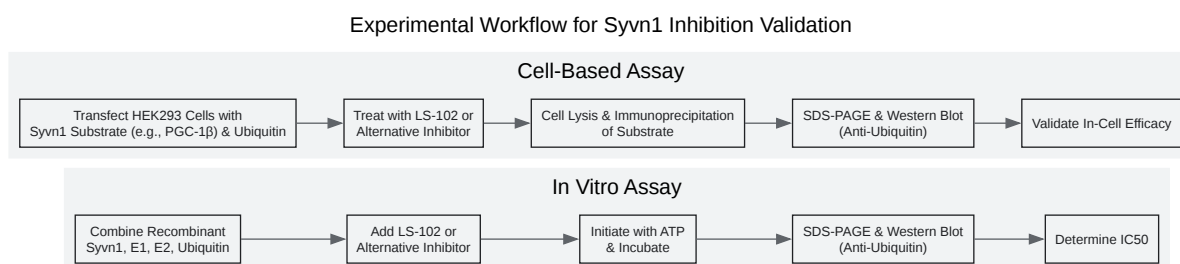 Experimental Workflow for Syvn1 Inhibition Validation
Cell-Based Assay
Transfect HEK293 Cells with
Syvn1 Substrate (e.g., PGC-1β) & Ubiquitin
Treat with LS-102 or
Alternative Inhibitor
Cell Lysis & Immunoprecipitation
of Substrate
SDS-PAGE & Western Blot
(Anti-Ubiquitin)
Validate In-Cell Efficacy
In Vitro Assay
Combine Recombinant
Syvn1, E1, E2, Ubiquitin
Add LS-102 or
Alternative Inhibitor
Initiate with ATP
& Incubate
SDS-PAGE & Western Blot
(Anti-Ubiquitin)
Determine IC50